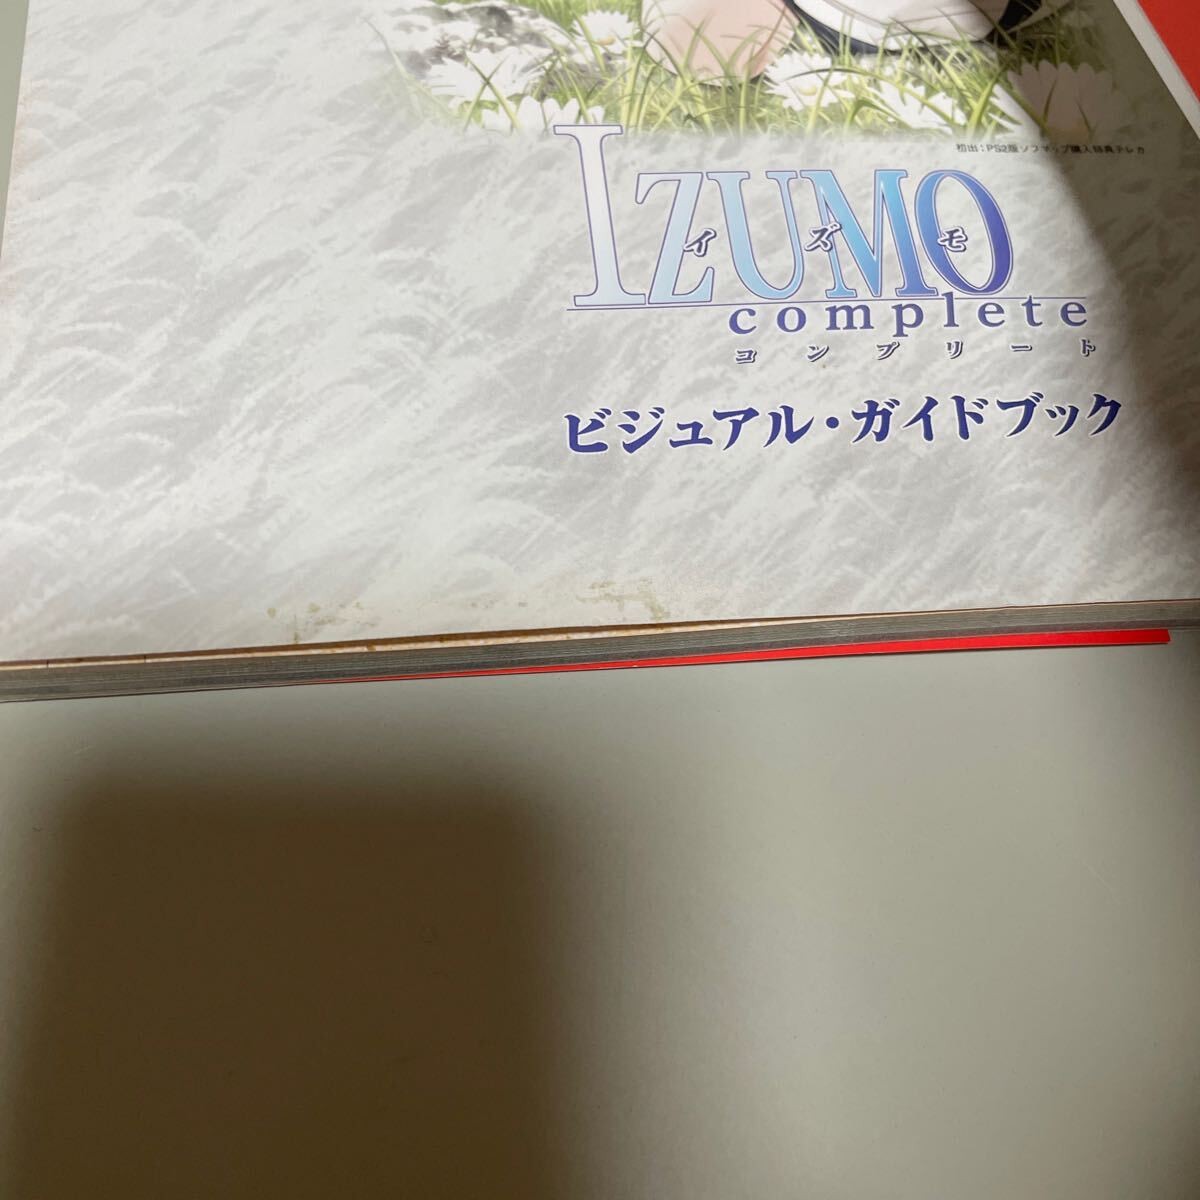 初出：PS2版ソフマップ購入特典テレカ
IZUMO
イズモ
complete
コンプリート
ビジュアル・ガイドブック